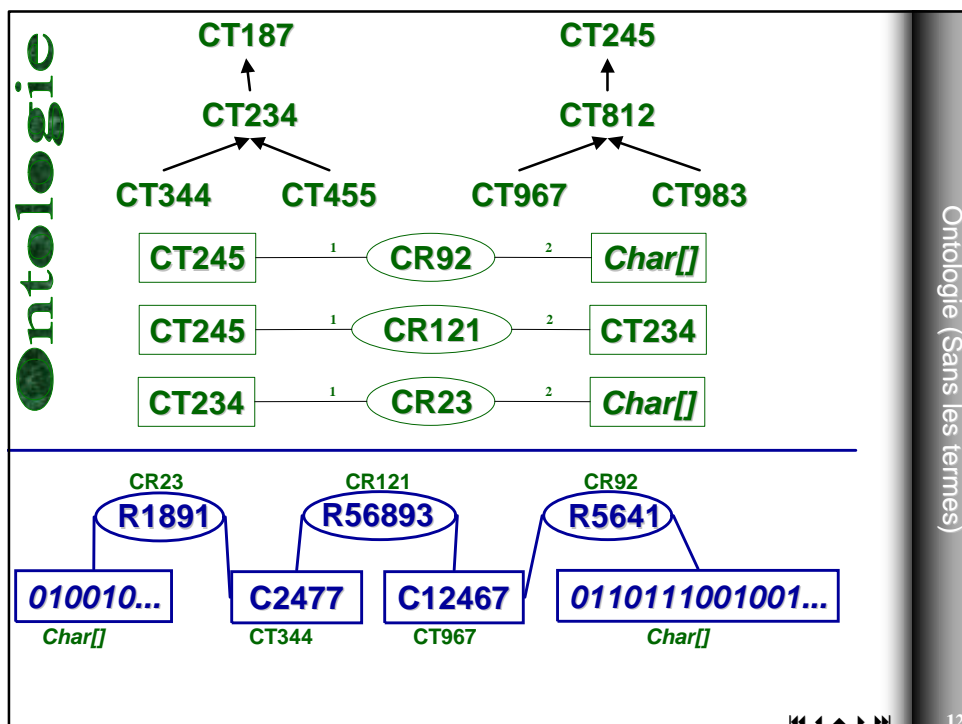 Ontologie
CT187 CT245
CT234 CT812
CT344 CT455 CT967 CT983
CT245 1 CR92 2 Char[]
CT245 1 CR121 2 CT234
CT234 1 CR23 2 Char[]
CR23 CR121 CR92
R1891 R56893 R5641
010010... C2477 C12467 0110111001001...
Char[] CT344 CT967 Char[]
Ontologie (Sans les termes)